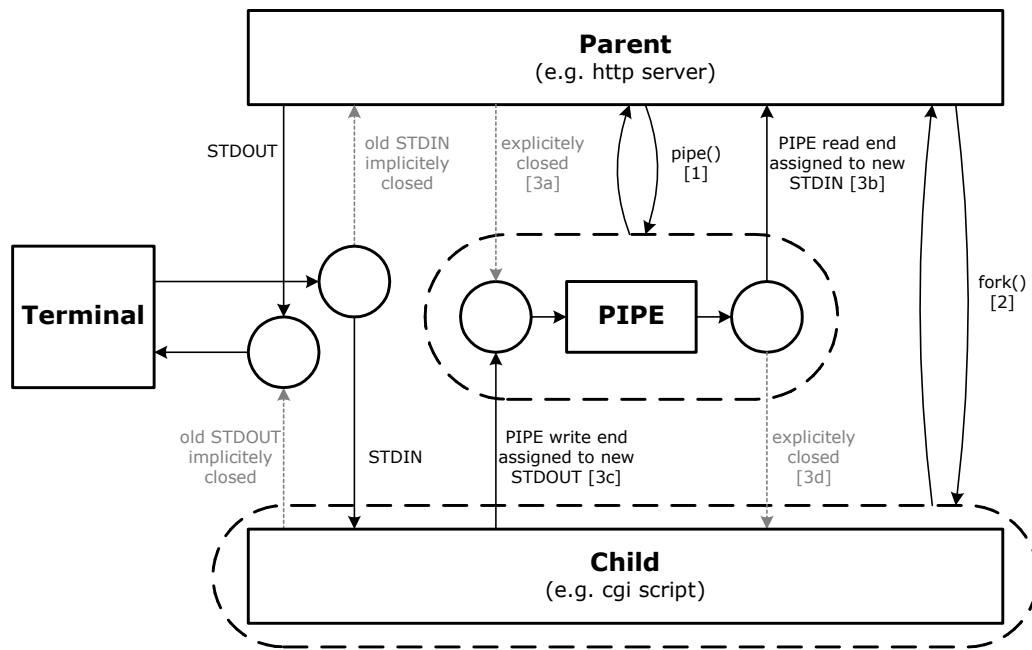 Parent
(e.g. http server)
STDOUT
old STDIN
implicitely
closed
explicitely
closed
[3a]
pipe()
[1]
PIPE read end
assigned to new
STDIN [3b]
fork()
[2]
Terminal
PIPE
old STDOUT
implicitely
closed
STDIN
PIPE write end
assigned to new
STDOUT [3c]
explicitely
closed
[3d]
Child
(e.g. cgi script)